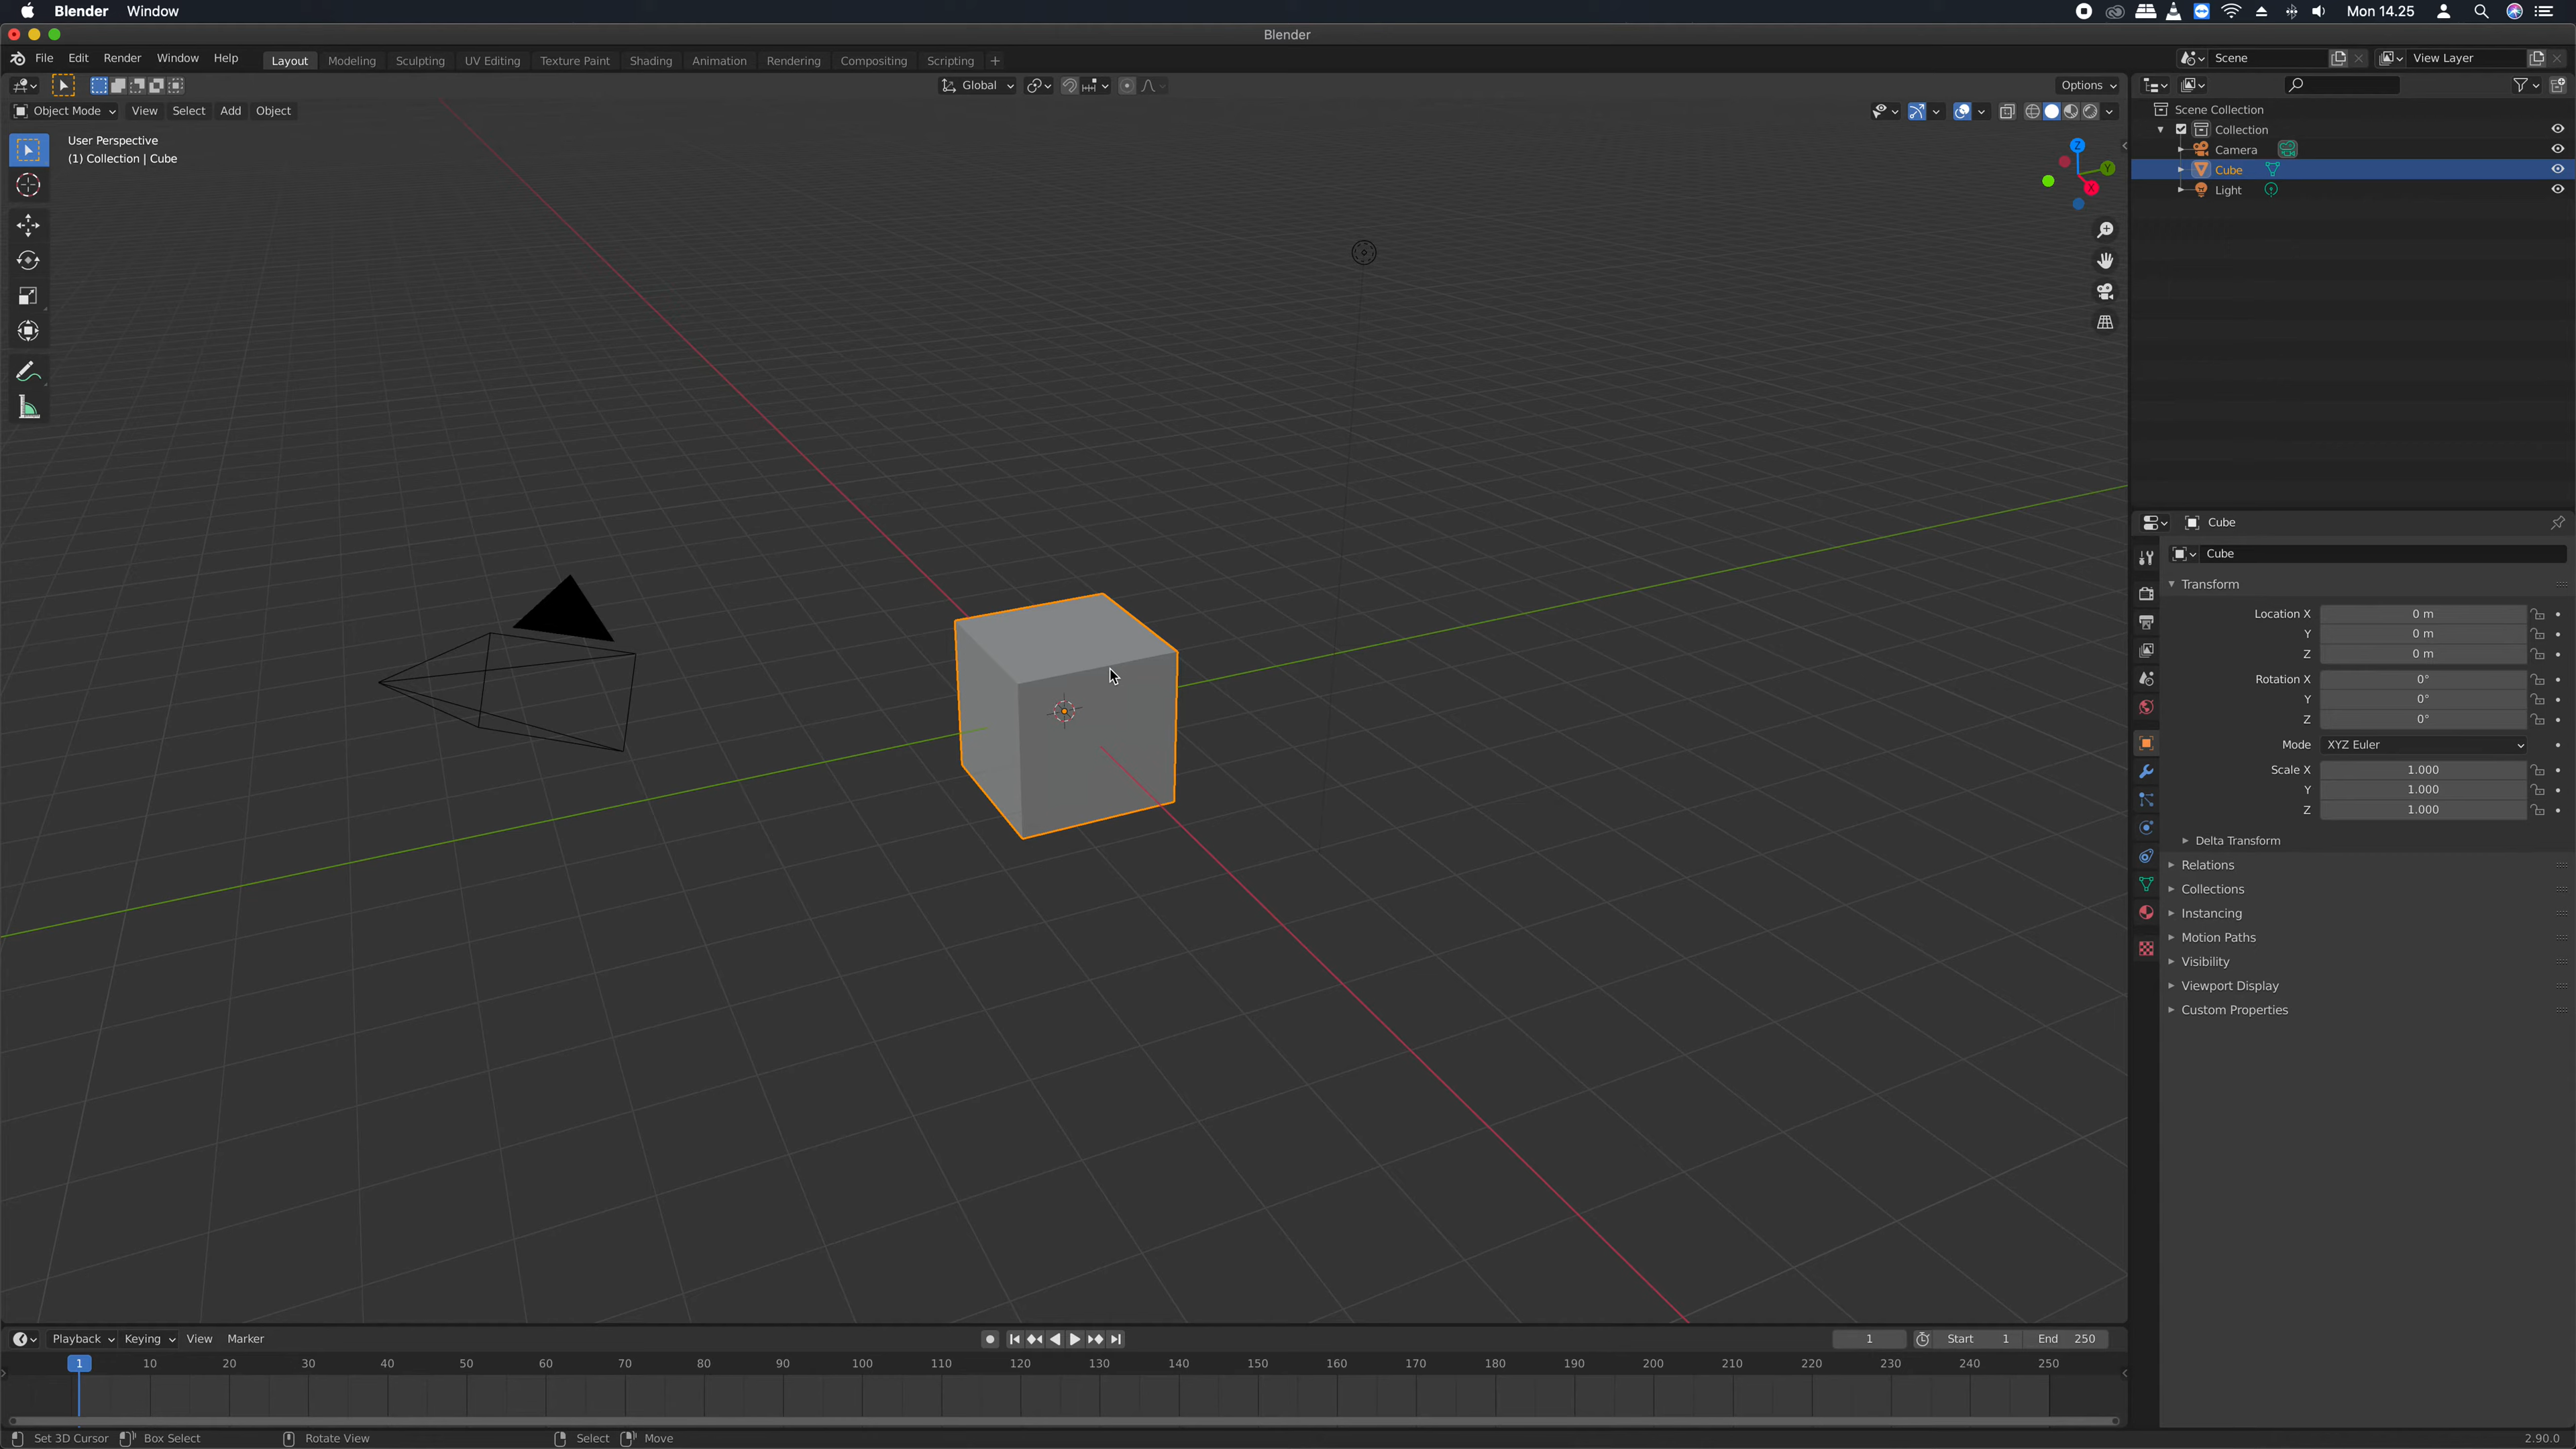 Blender Window
Mon 14.25
Blender
File Edit Render Window Help
Layout Modeling Sculpting UV Editing Texture Paint Shading Animation Rendering Compositing Scripting +
Scene
View Layer
Global
Options
Object Mode View Select Add Object
User Perspective
(1) Collection | Cube
Z
Y
X
Scene Collection
Collection
Camera
Cube
Light
Cube
Cube
Transform
Location X 0 m
Y 0 m
Z 0 m
Rotation X 0°
Y 0°
Z 0°
Mode XYZ Euler
Scale X 1.000
Y 1.000
Z 1.000
Delta Transform
Relations
Collections
Instancing
Motion Paths
Visibility
Viewport Display
Custom Properties
Playback Keying View Marker
1
Start 1
End 250
1 10 20 30 40 50 60 70 80 90 100 110 120 130 140 150 160 170 180 190 200 210 220 230 240 250
Set 3D Cursor Box Select Rotate View Select Move
2.90.0